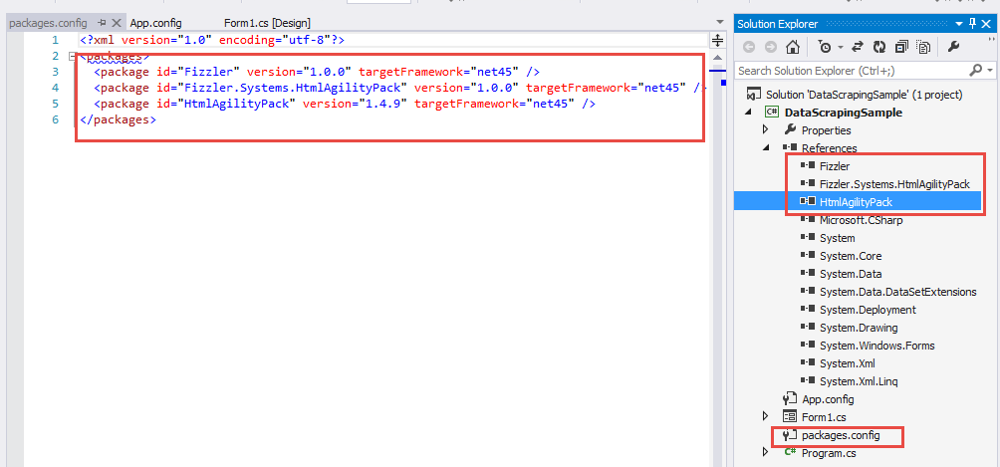 packages.config
App.config
Form1.cs [Design]
1 <?xml version="1.0" encoding="utf-8"?>
2 <packages>
3 <package id="Fizzler" version="1.0.0" targetFramework="net45" />
4 <package id="Fizzler.Systems.HtmlAgilityPack" version="1.0.0" targetFramework="net45" />
5 <package id="HtmlAgilityPack" version="1.4.9" targetFramework="net45" />
6 </packages>
Solution Explorer
Search Solution Explorer (Ctrl+;)
Solution 'DataScrapingSample' (1 project)
C# DataScrapingSample
Properties
References
Fizzler
Fizzler.Systems.HtmlAgilityPack
HtmlAgilityPack
Microsoft.CSharp
System
System.Core
System.Data
System.Data.DataSetExtensions
System.Deployment
System.Drawing
System.Windows.Forms
System.Xml
System.Xml.Linq
App.config
Form1.cs
packages.config
C# Program.cs